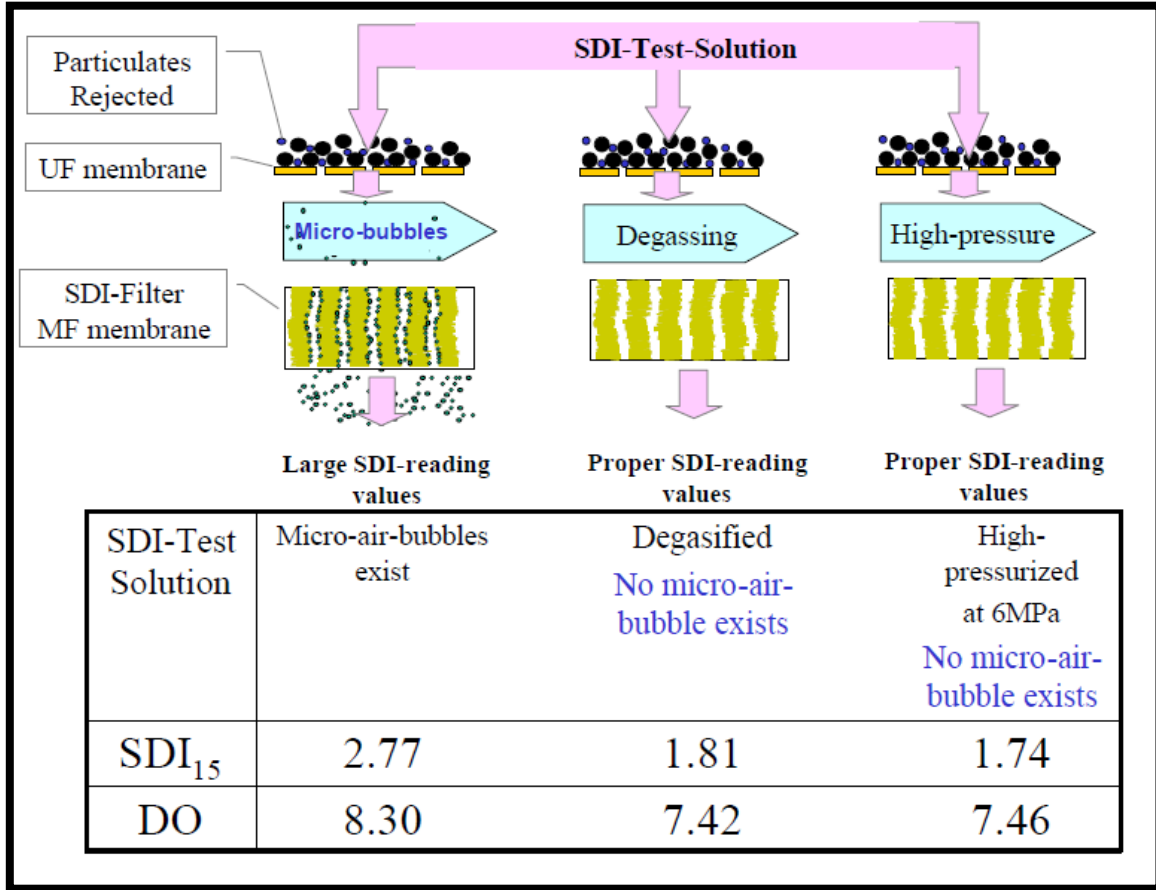 SDI-Test-Solution
Particulates
Rejected
UF membrane
Micro-bubbles
Degassing
High-pressure
SDI-Filter
MF membrane
Large SDI-reading
values
Proper SDI-reading
values
Proper SDI-reading
values
SDI-Test
Solution
Micro-air-bubbles
exist
Degasified
No micro-air-
bubble exists
High-
pressurized
at 6MPa
No micro-air-
bubble exists
SDI15 2.77 1.81 1.74
DO 8.30 7.42 7.46